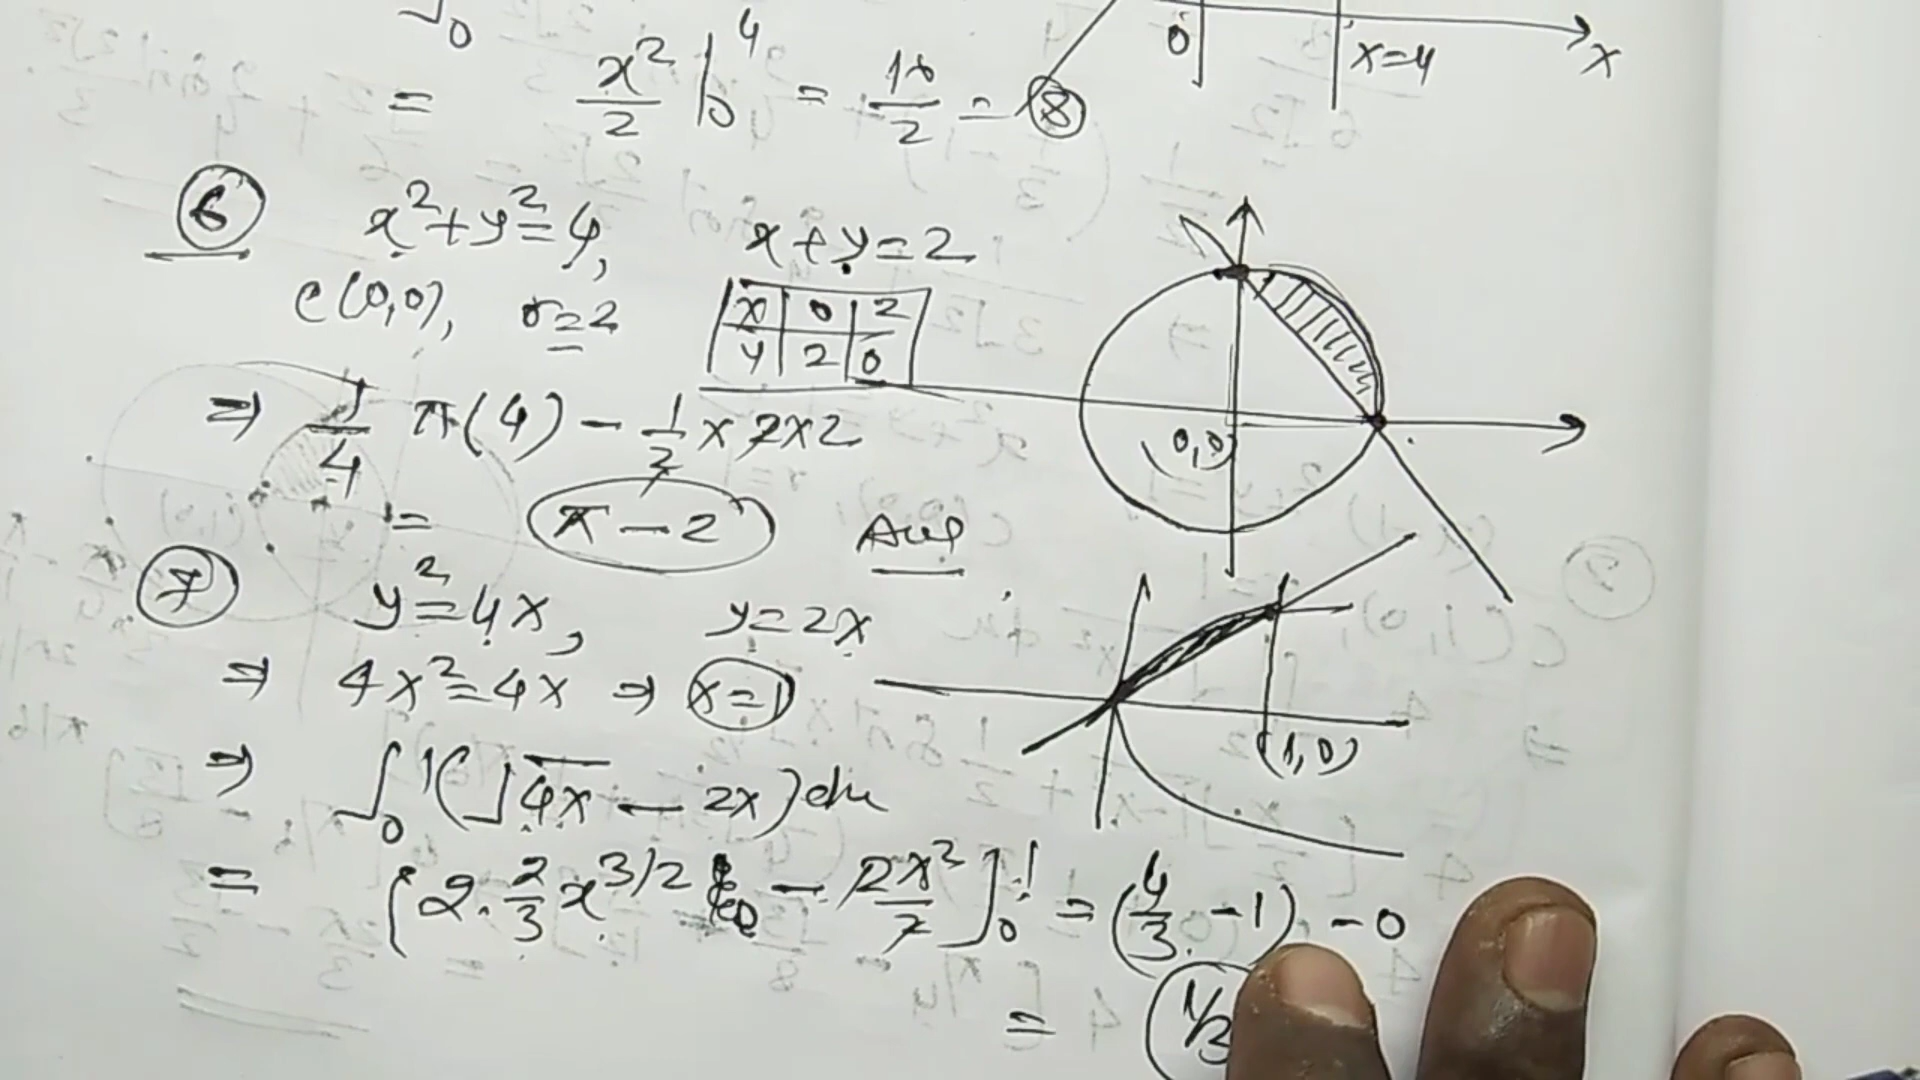 ∫0
0
x=4
x
= x²/2 |₀⁴ = 16/2 = 8
6 x²+y²=4, x+y=2
C(0,0), r=2
x 0 2
y 2 0
⇒ 1/4 π(4) - 1/2 x 2x2
(0,0)
= π-2 Ans
7 y²=4x, y=2x
⇒ 4x²=4x ⇒ x=1
(1,0)
⇒ ∫₀¹(√4x - 2x)dx
= [2·2/3 x^3/2 - 2x²/2]₀¹ = (4/3 - 1) - 0
= 1/3